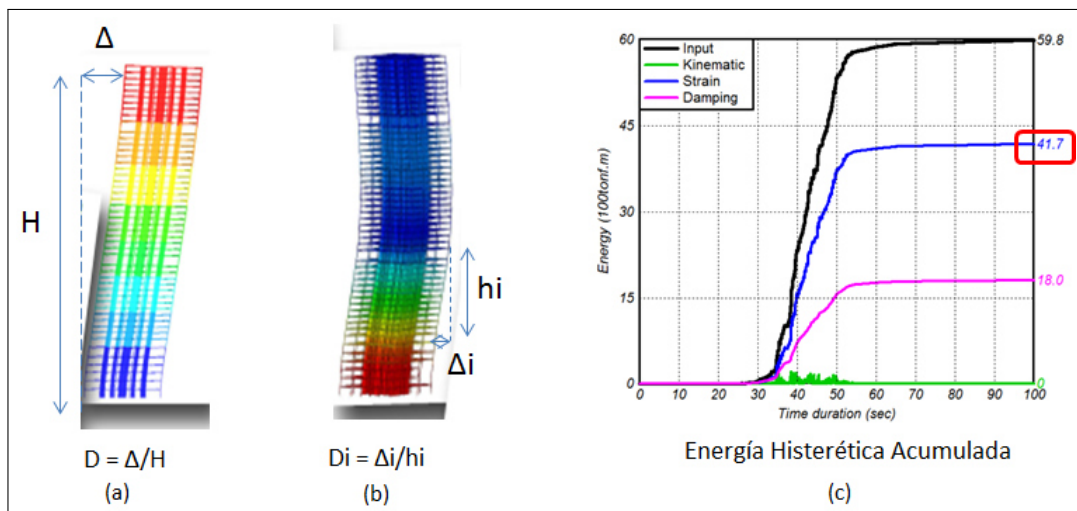 Δ
H
D = Δ/H
(a)
hi
Δi
Di = Δi/hi
(b)
Energy (100tonf.m)
60
45
30
15
0
Input
Kinematic
Strain
Damping
59.8
41.7
18.0
0
0 10 20 30 40 50 60 70 80 90 100
Time duration (sec)
Energía Histerética Acumulada
(c)